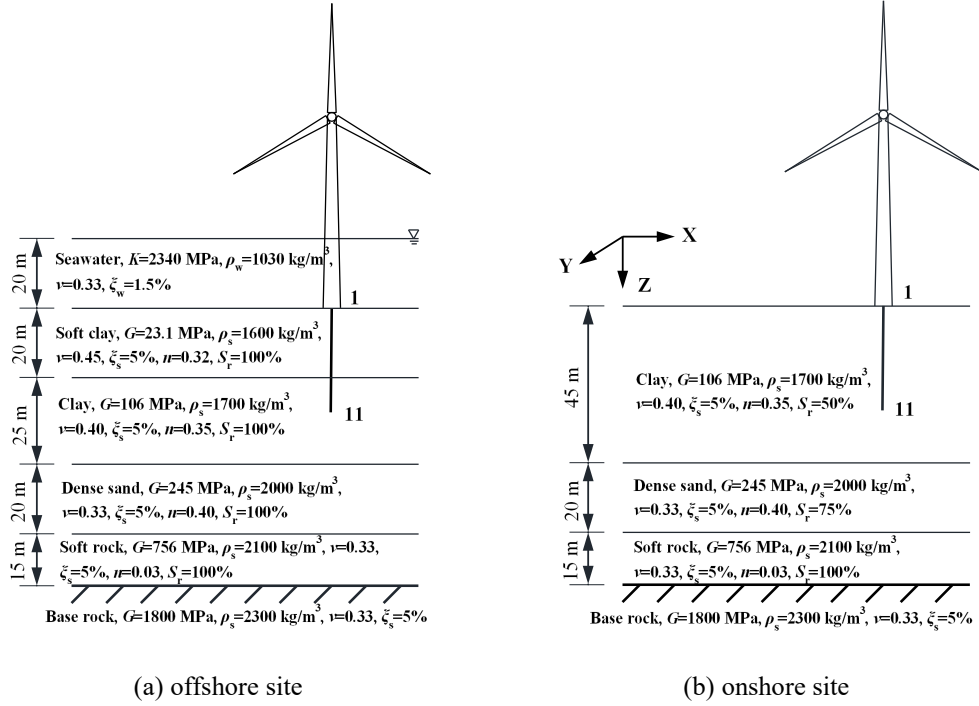 20 m
Seawater, K=2340 MPa, ρw=1030 kg/m³,
ν=0.33, ξw=1.5%
1
20 m
Soft clay, G=23.1 MPa, ρs=1600 kg/m³,
ν=0.45, ξs=5%, n=0.32, Sr=100%
25 m
Clay, G=106 MPa, ρs=1700 kg/m³,
ν=0.40, ξs=5%, n=0.35, Sr=100%
11
20 m
Dense sand, G=245 MPa, ρs=2000 kg/m³,
ν=0.33, ξs=5%, n=0.40, Sr=100%
15 m
Soft rock, G=756 MPa, ρs=2100 kg/m³, ν=0.33,
ξs=5%, n=0.03, Sr=100%
Base rock, G=1800 MPa, ρs=2300 kg/m³, ν=0.33, ξs=5%
(a) offshore site
X
Y
Z
1
45 m
Clay, G=106 MPa, ρs=1700 kg/m³,
ν=0.40, ξs=5%, n=0.35, Sr=50%
11
20 m
Dense sand, G=245 MPa, ρs=2000 kg/m³,
ν=0.33, ξs=5%, n=0.40, Sr=75%
15 m
Soft rock, G=756 MPa, ρs=2100 kg/m³,
ν=0.33, ξs=5%, n=0.03, Sr=100%
Base rock, G=1800 MPa, ρs=2300 kg/m³, ν=0.33, ξs=5%
(b) onshore site